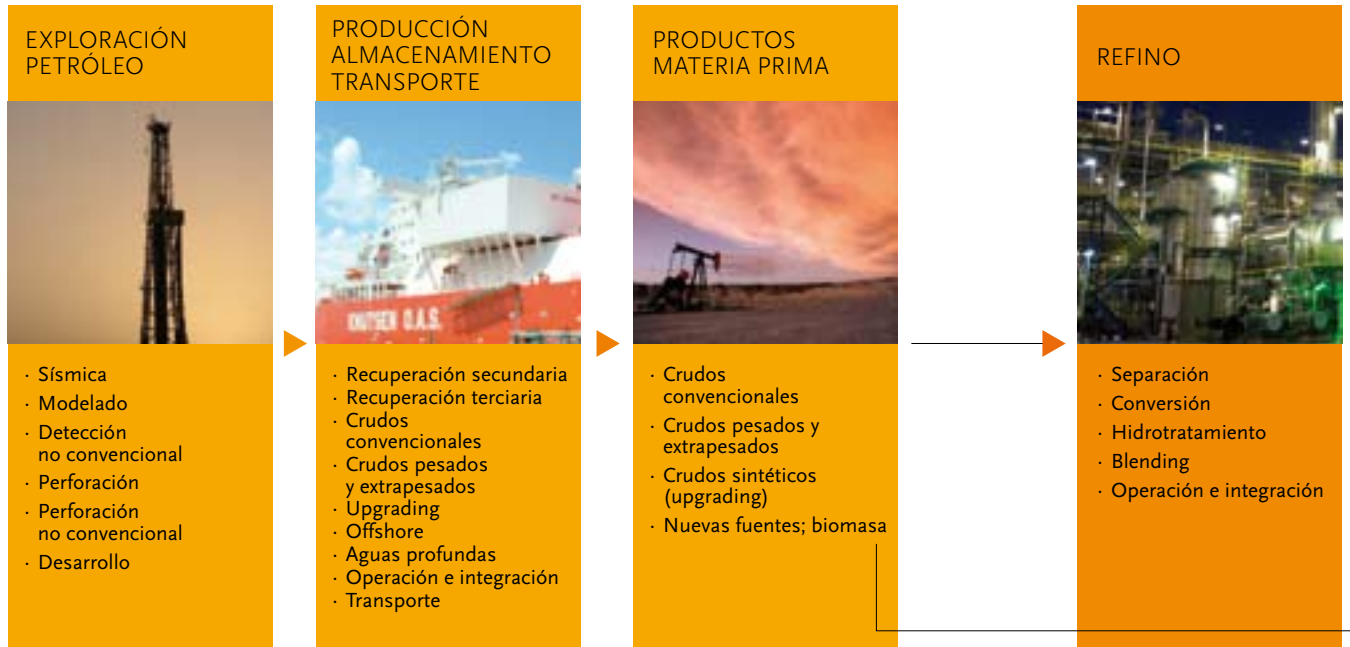 EXPLORACIÓN
PETRÓLEO
· Sísmica
· Modelado
· Detección
no convencional
· Perforación
· Perforación
no convencional
· Desarrollo
PRODUCCIÓN
ALMACENAMIENTO
TRANSPORTE
KNUTSEN O.A.S.
· Recuperación secundaria
· Recuperación terciaria
· Crudos
convencionales
· Crudos pesados
y extrapesados
· Upgrading
· Offshore
· Aguas profundas
· Operación e integración
· Transporte
PRODUCTOS
MATERIA PRIMA
· Crudos
convencionales
· Crudos pesados y
extrapesados
· Crudos sintéticos
(upgrading)
· Nuevas fuentes; biomasa
REFINO
· Separación
· Conversión
· Hidrotratamiento
· Blending
· Operación e integración